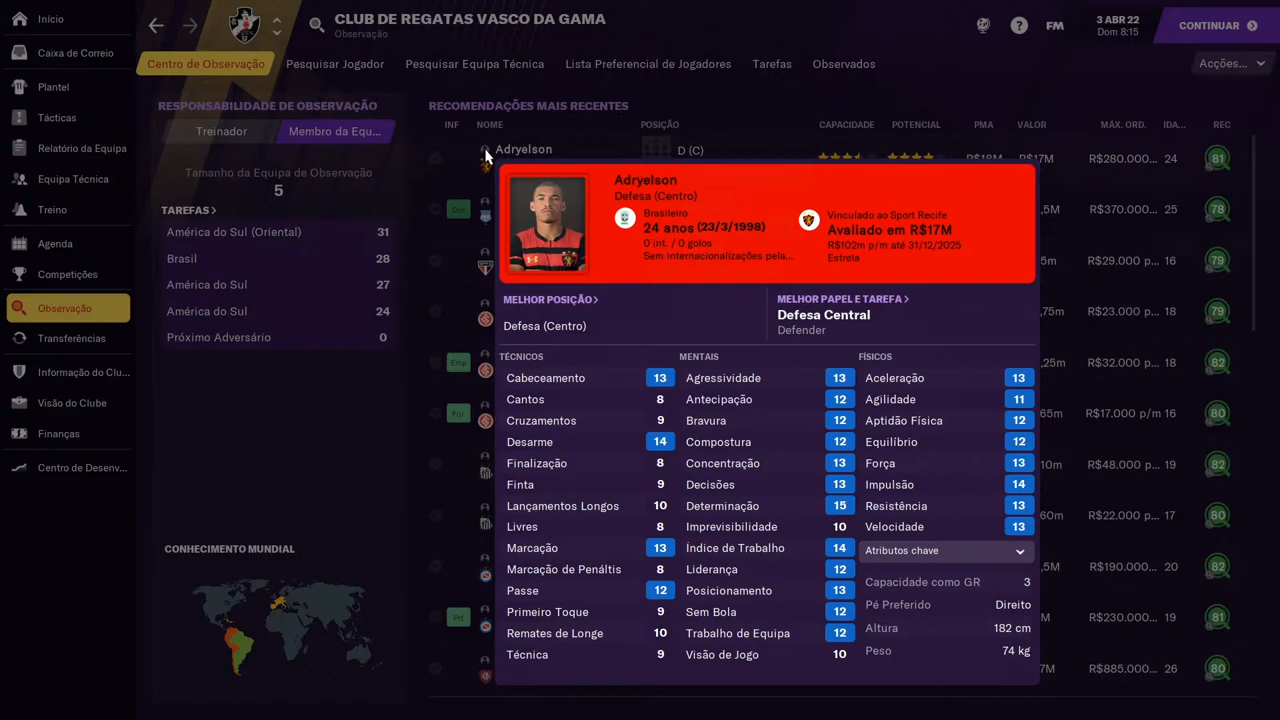 Início
Caixa de Correio
Plantel
Tácticas
Relatório da Equipa
Equipa Técnica
Treino
Agenda
Competições
Observação
Transferências
Informação do Clu...
Visão do Clube
Finanças
Centro de Desenv...
CLUB DE REGATAS VASCO DA GAMA
Observação
FM
3 ABR 22
Dom 8:15
CONTINUAR
Centro de Observação
Pesquisar Jogador
Pesquisar Equipa Técnica
Lista Preferencial de Jogadores
Tarefas
Observados
Acções...
RESPONSABILIDADE DE OBSERVAÇÃO
Treinador
Membro da Equ...
Tamanho da Equipa de Observação
5
TAREFAS >
América do Sul (Oriental) 31
Brasil 28
América do Sul 27
América do Sul 24
Próximo Adversário 0
CONHECIMENTO MUNDIAL
RECOMENDAÇÕES MAIS RECENTES
INF NOME POSIÇÃO CAPACIDADE POTENCIAL PMA VALOR MÁX. ORD. IDA... REC
Adryelson D (C) R$18M R$17M R$280.000... 24 81
,5M R$370.000... 25 78
R$29.000 p... 16 79
,75m R$23.000 p... 18 79
Emp ,25m R$32.000 p... 18 82
For 65m R$17.000 p/m 16 80
10m R$48.000 p... 19 82
60m R$22.000 p... 17 80
,5M R$190.000... 20 82
Prt ,5M R$230.000... 19 81
7M R$885.000... 26 80
Adryelson
Defesa (Centro)
Brasileiro
24 anos (23/3/1998)
0 int. / 0 golos
Sem internacionalizações pela...
Vinculado ao Sport Recife
Avaliado em R$17M
R$102m p/m até 31/12/2025
Estrela
MELHOR POSIÇÃO >
Defesa (Centro)
MELHOR PAPEL E TAREFA >
Defesa Central
Defender
TÉCNICOS
Cabeceamento 13
Cantos 8
Cruzamentos 9
Desarme 14
Finalização 8
Finta 9
Lançamentos Longos 10
Livres 8
Marcação 13
Marcação de Penáltis 8
Passe 12
Primeiro Toque 9
Remates de Longe 10
Técnica 9
MENTAIS
Agressividade 13
Antecipação 12
Bravura 12
Compostura 12
Concentração 13
Decisões 13
Determinação 15
Imprevisibilidade 10
Índice de Trabalho 14
Liderança 12
Posicionamento 13
Sem Bola 12
Trabalho de Equipa 12
Visão de Jogo 10
FÍSICOS
Aceleração 13
Agilidade 11
Aptidão Física 12
Equilíbrio 12
Força 13
Impulsão 14
Resistência 13
Velocidade 13
Atributos chave
Capacidade como GR 3
Pé Preferido Direito
Altura 182 cm
Peso 74 kg